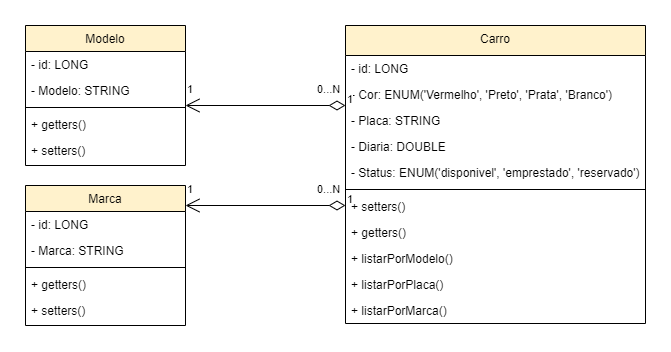 Modelo
- id: LONG
- Modelo: STRING
+ getters()
+ setters()
1
0...N
1
Carro
- id: LONG
- Cor: ENUM('Vermelho', 'Preto', 'Prata', 'Branco')
- Placa: STRING
- Diaria: DOUBLE
- Status: ENUM('disponivel', 'emprestado', 'reservado')
+ setters()
+ getters()
+ listarPorModelo()
+ listarPorPlaca()
+ listarPorMarca()
Marca
- id: LONG
- Marca: STRING
+ getters()
+ setters()
1
0...N
1